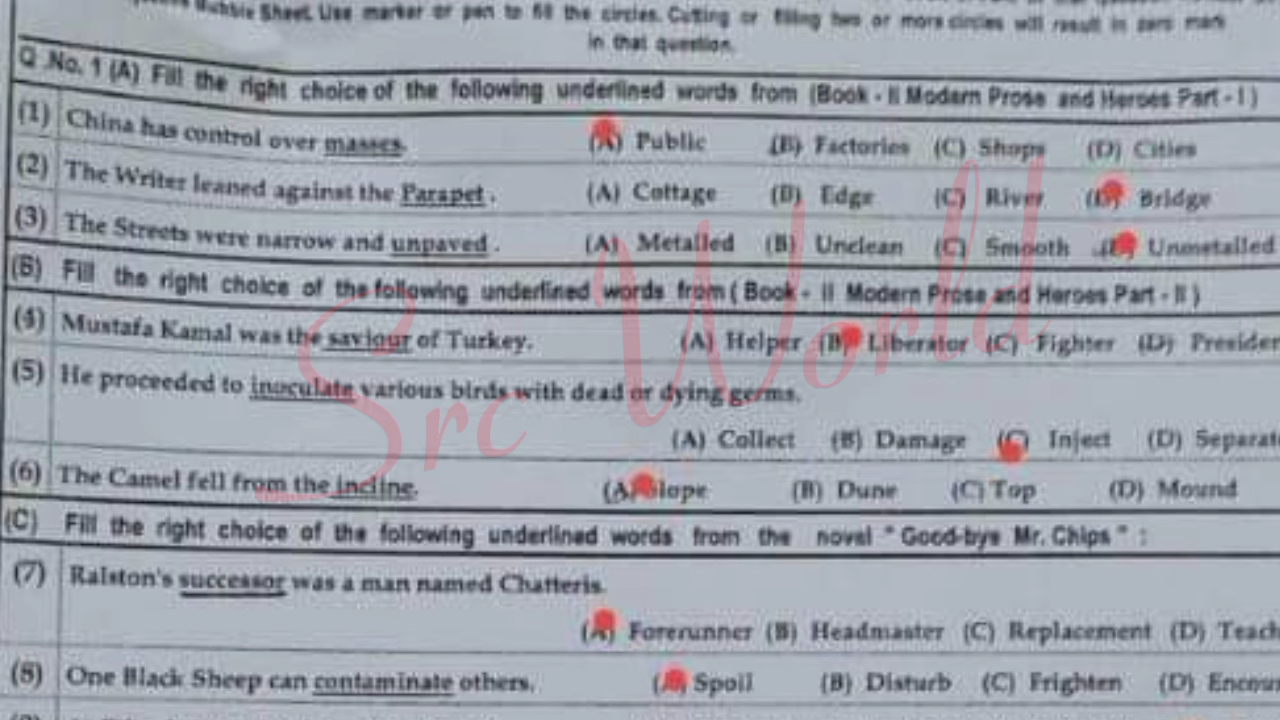 Bubble Sheet. Use marker or pen to fill the circles. Cutting or filling two or more circles will result in zero mark
in that question.
Q .No. 1 (A) Fill the right choice of the following underlined words from (Book - II Modern Prose and Heroes Part - I)
(1) China has control over masses. (A) Public (B) Factories (C) Shops (D) Cities
(2) The Writer leaned against the Parapet . (A) Cottage (B) Edge (C) River (D) Bridge
(3) The Streets were narrow and unpaved . (A) Metalled (B) Unclean (C) Smooth (D) Unmetalled
(B) Fill the right choice of the following underlined words from ( Book - II Modern Prose and Heroes Part - II )
(4) Mustafa Kamal was the saviour of Turkey. (A) Helper (B) Liberator (C) Fighter (D) Presiden
(5) He proceeded to inoculate various birds with dead or dying germs.
(A) Collect (B) Damage (C) Inject (D) Separat
(6) The Camel fell from the incline. (A) Slope (B) Dune (C) Top (D) Mound
(C) Fill the right choice of the following underlined words from the novel " Good-bye Mr. Chips " :
(7) Ralston's successor was a man named Chatteris.
(A) Forerunner (B) Headmaster (C) Replacement (D) Teach
(8) One Black Sheep can contaminate others. (A) Spoil (B) Disturb (C) Frighten (D) Encour
Src World